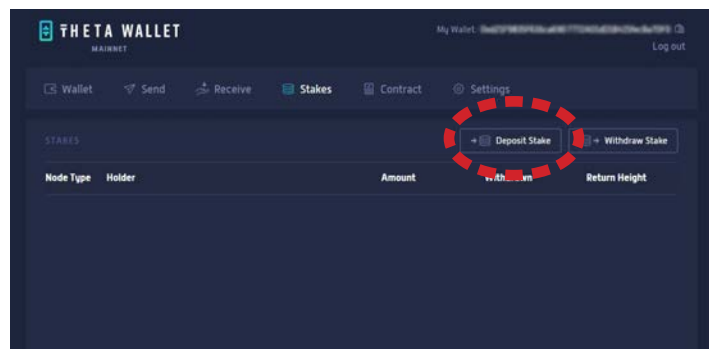 THETA WALLET
MAINNET
My Wallet:
Log out
Wallet Send Receive Stakes Contract Settings
STAKES
Deposit Stake Withdraw Stake
Node Type Holder Amount Withdrawn Return Height